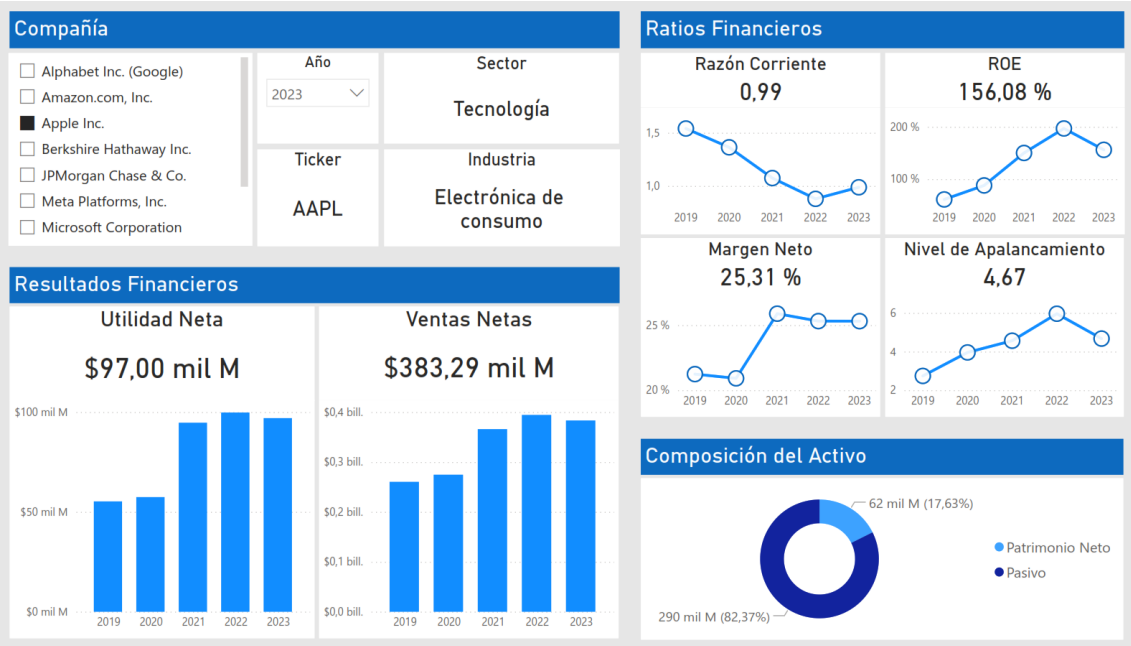 Compañía
Alphabet Inc. (Google)
Amazon.com, Inc.
Apple Inc.
Berkshire Hathaway Inc.
JPMorgan Chase & Co.
Meta Platforms, Inc.
Microsoft Corporation
Año
2023
Sector
Tecnología
Ticker
AAPL
Industria
Electrónica de
consumo
Resultados Financieros
Utilidad Neta
$97,00 mil M
$100 mil M
$50 mil M
$0 mil M
2019 2020 2021 2022 2023
Ventas Netas
$383,29 mil M
$0,4 bill.
$0,3 bill.
$0,2 bill.
$0,1 bill.
$0,0 bill.
2019 2020 2021 2022 2023
Ratios Financieros
Razón Corriente
0,99
1,5
1,0
2019 2020 2021 2022 2023
ROE
156,08 %
200 %
100 %
2019 2020 2021 2022 2023
Margen Neto
25,31 %
25 %
20 %
2019 2020 2021 2022 2023
Nivel de Apalancamiento
4,67
6
4
2
2019 2020 2021 2022 2023
Composición del Activo
62 mil M (17,63%)
290 mil M (82,37%)
Patrimonio Neto
Pasivo